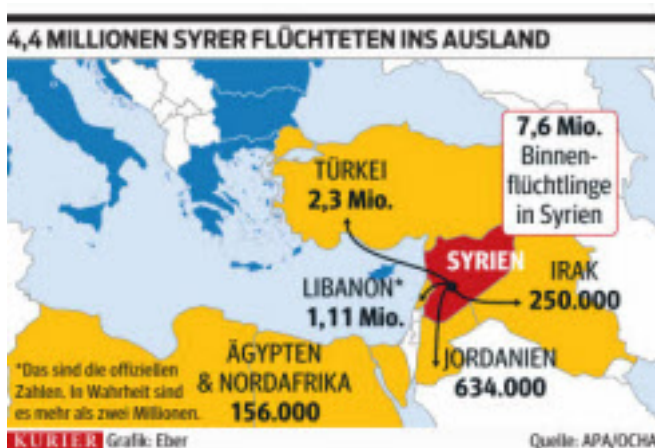 4,4 MILLIONEN SYRER FLÜCHTETEN INS AUSLAND
7,6 Mio.
Binnen-
flüchtlinge
in Syrien
TÜRKEI
2,3 Mio.
SYRIEN
IRAK
250.000
LIBANON*
1,11 Mio.
JORDANIEN
634.000
ÄGYPTEN
& NORDAFRIKA
156.000
*Das sind die offiziellen
Zahlen. In Wahrheit sind
es mehr als zwei Millionen.
KURIER Grafik: Eber
Quelle: APA/OCHA